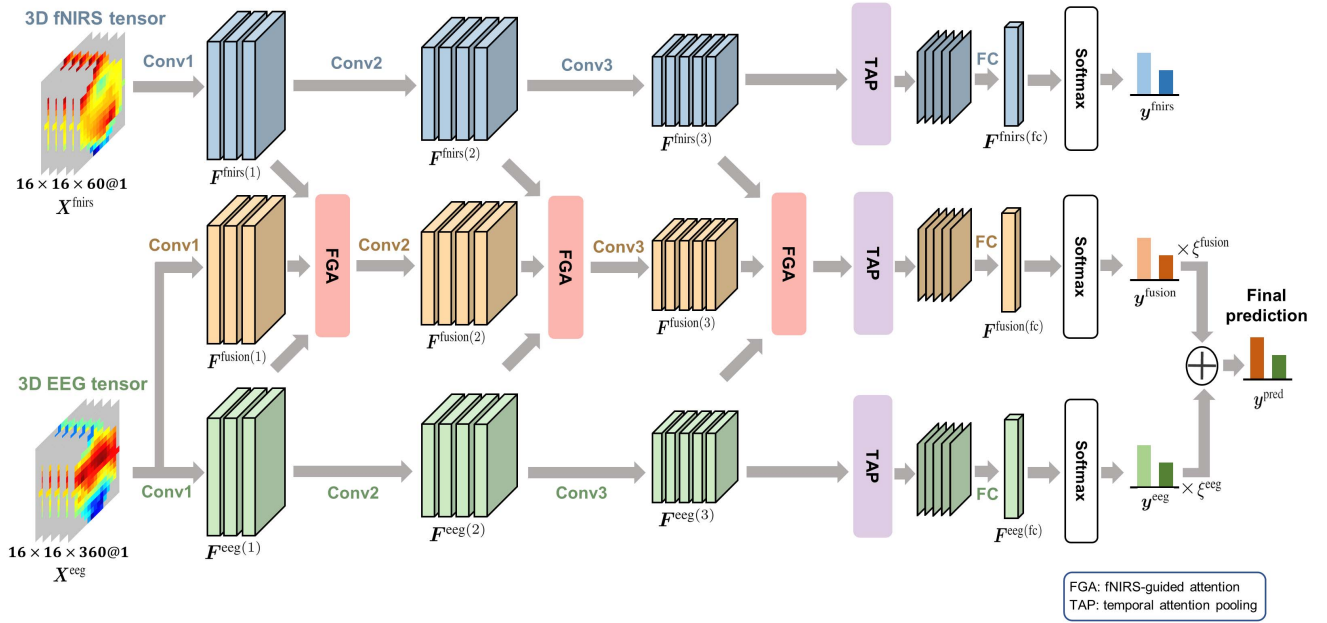 3D fNIRS tensor
Conv1
Conv2
Conv3
TAP
FC
Softmax
y^fnirs
F^fnirs(1)
F^fnirs(2)
F^fnirs(3)
F^fnirs(fc)
16 × 16 × 60@1
X^fnirs
Conv1
FGA
Conv2
FGA
Conv3
FGA
TAP
FC
Softmax
× ξ^fusion
y^fusion
F^fusion(1)
F^fusion(2)
F^fusion(3)
F^fusion(fc)
Final
prediction
y^pred
3D EEG tensor
Conv1
Conv2
Conv3
TAP
FC
Softmax
y^eeg
× ξ^eeg
F^eeg(1)
F^eeg(2)
F^eeg(3)
F^eeg(fc)
16 × 16 × 360@1
X^eeg
FGA: fNIRS-guided attention
TAP: temporal attention pooling